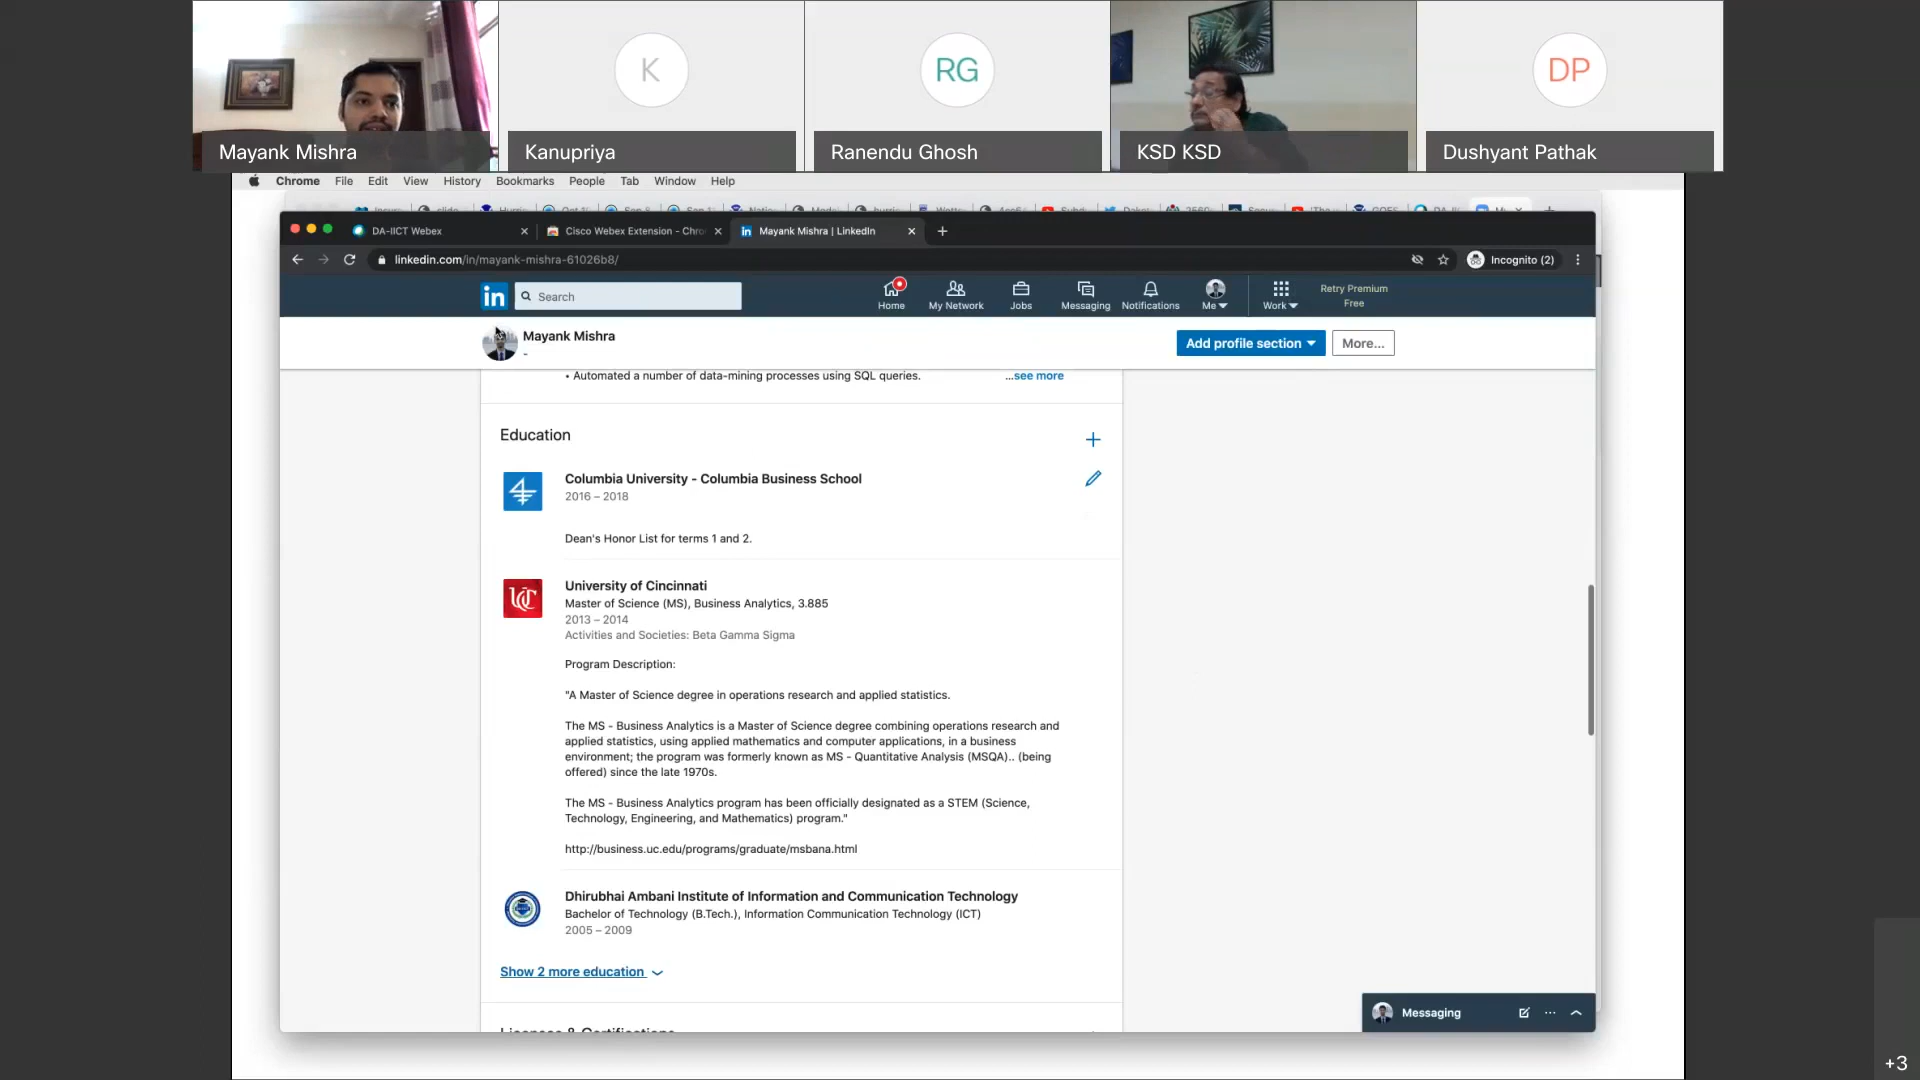 K
RG
DP
Mayank Mishra
Kanupriya
Ranendu Ghosh
KSD KSD
Dushyant Pathak
Chrome File Edit View History Bookmarks People Tab Window Help
DA-IICT Webex
Cisco Webex Extension - Chro
Mayank Mishra | LinkedIn
linkedin.com/in/mayank-mishra-61026b8/
Incognito (2)
in
Search
Home
My Network
Jobs
Messaging
Notifications
Me
Work
Retry Premium
Free
Mayank Mishra
-
Add profile section
More...
• Automated a number of data-mining processes using SQL queries.
...see more
Education
Columbia University - Columbia Business School
2016 – 2018
Dean's Honor List for terms 1 and 2.
University of Cincinnati
Master of Science (MS), Business Analytics, 3.885
2013 – 2014
Activities and Societies: Beta Gamma Sigma
Program Description:
"A Master of Science degree in operations research and applied statistics.
The MS - Business Analytics is a Master of Science degree combining operations research and
applied statistics, using applied mathematics and computer applications, in a business
environment; the program was formerly known as MS - Quantitative Analysis (MSQA).. (being
offered) since the late 1970s.
The MS - Business Analytics program has been officially designated as a STEM (Science,
Technology, Engineering, and Mathematics) program."
http://business.uc.edu/programs/graduate/msbana.html
Dhirubhai Ambani Institute of Information and Communication Technology
Bachelor of Technology (B.Tech.), Information Communication Technology (ICT)
2005 – 2009
Show 2 more education
Licenses & Certifications
Messaging
+3